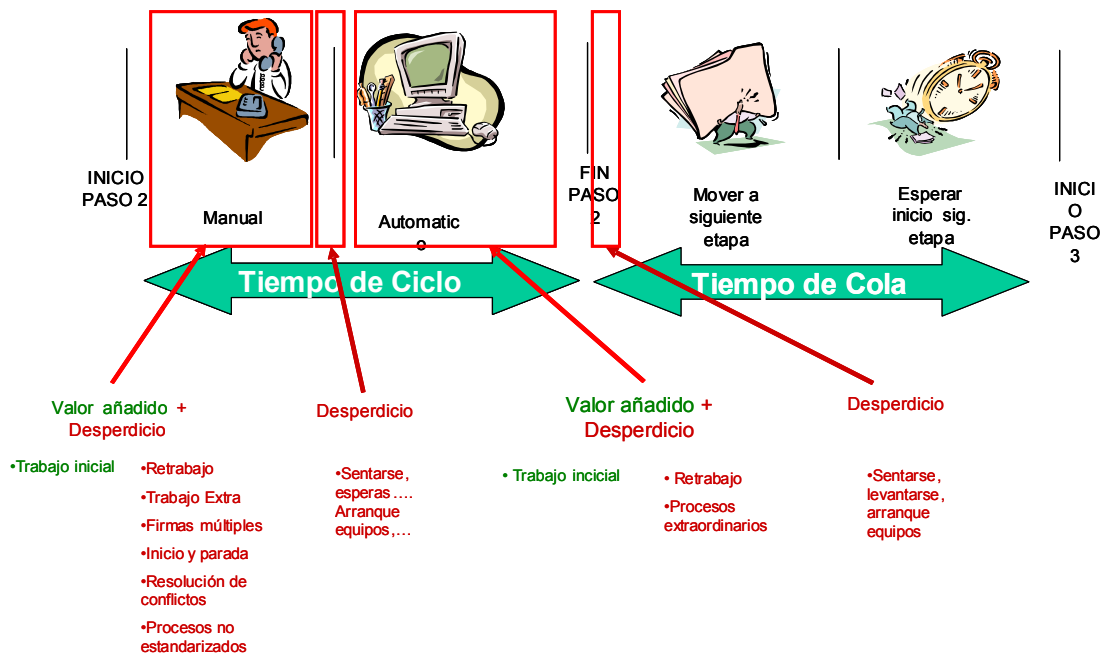 INICIO
PASO 2
Manual
Automatic
o
FIN
PASO
2
Mover a
siguiente
etapa
Esperar
inicio sig.
etapa
INICI
O
PASO
3
Tiempo de Ciclo
Tiempo de Cola
Valor añadido +
Desperdicio
•Trabajo inicial
•Retrabajo
•Trabajo Extra
•Firmas múltiples
•Inicio y parada
•Resolución de
conflictos
•Procesos no
estandarizados
Desperdicio
•Sentarse,
esperas ….
Arranque
equipos,…
Valor añadido +
Desperdicio
• Trabajo incicial
• Retrabajo
•Procesos
extraordinarios
Desperdicio
•Sentarse,
levantarse,
arranque
equipos